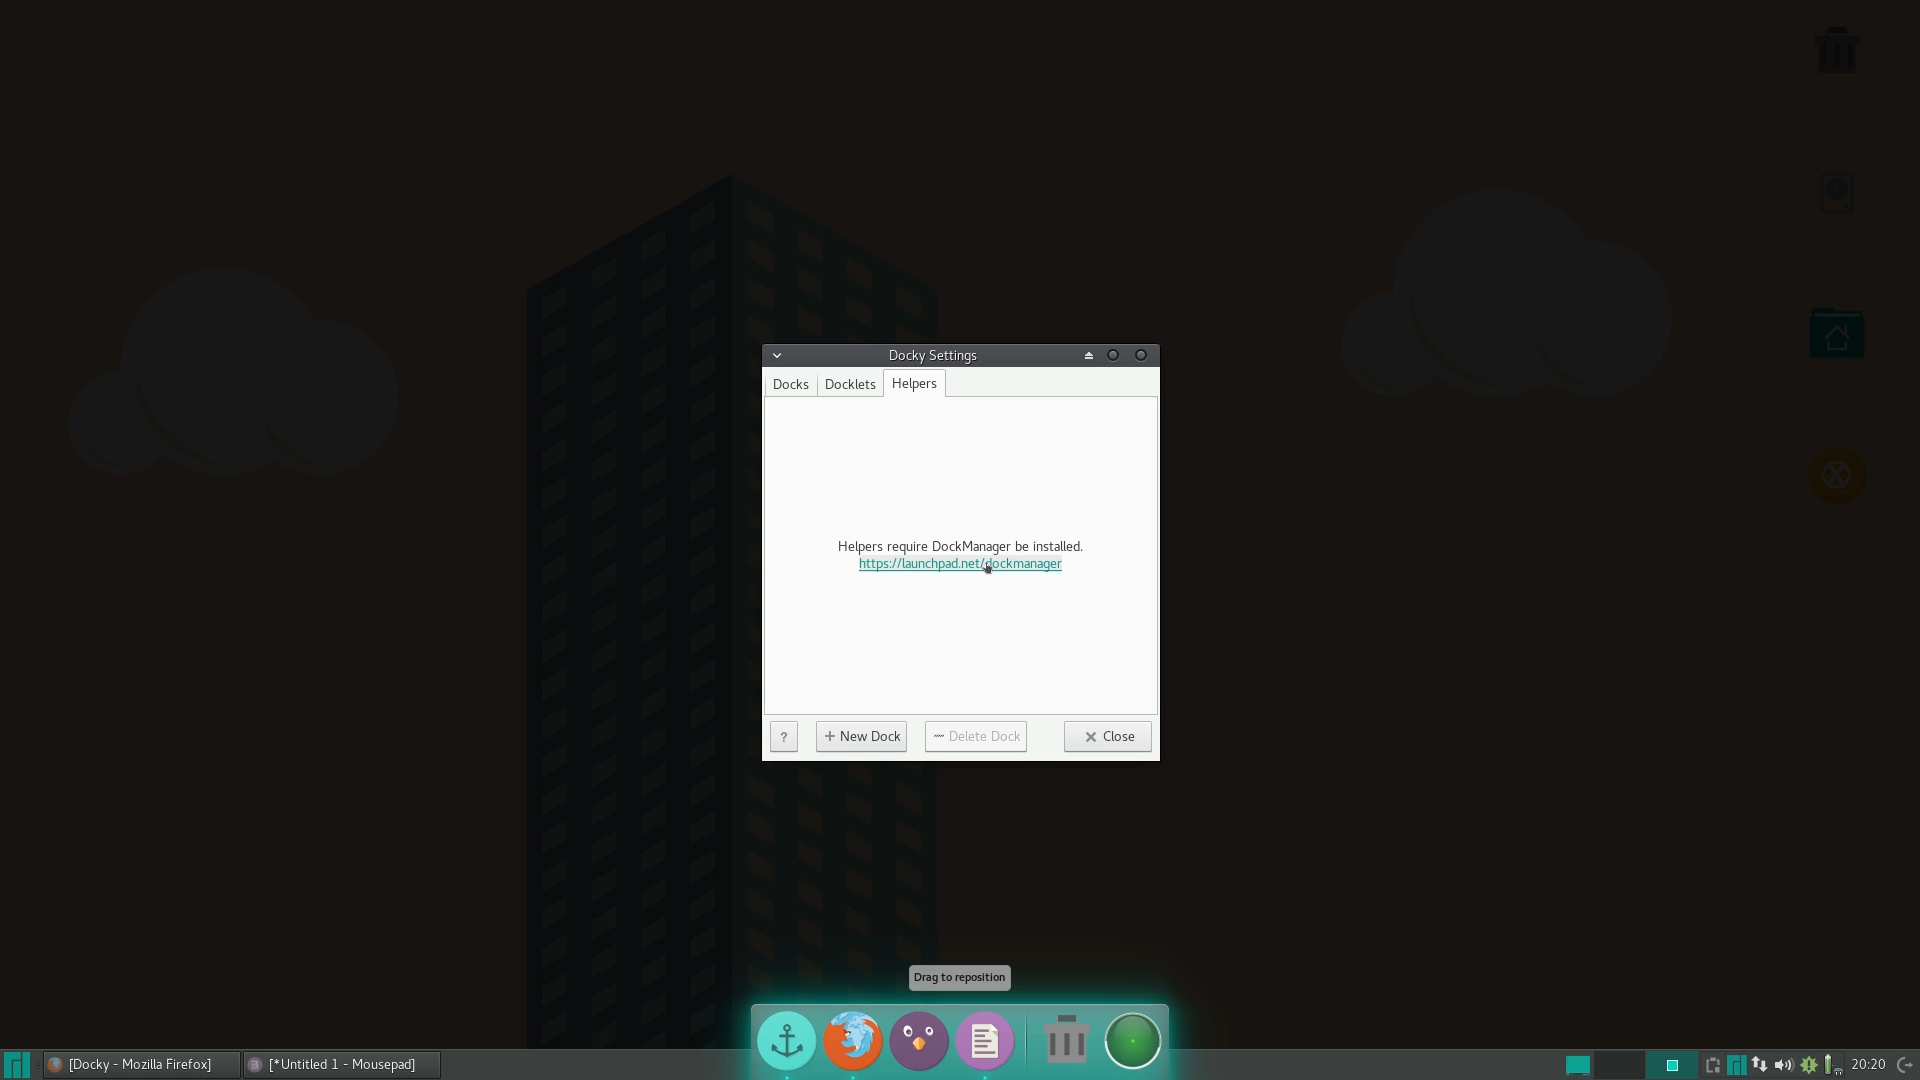 Docky Settings
Docks
Docklets
Helpers
Helpers require DockManager be installed.
https://launchpad.net/dockmanager
?
New Dock
Delete Dock
Close
Drag to reposition
[Docky - Mozilla Firefox]
[*Untitled 1 - Mousepad]
20:20